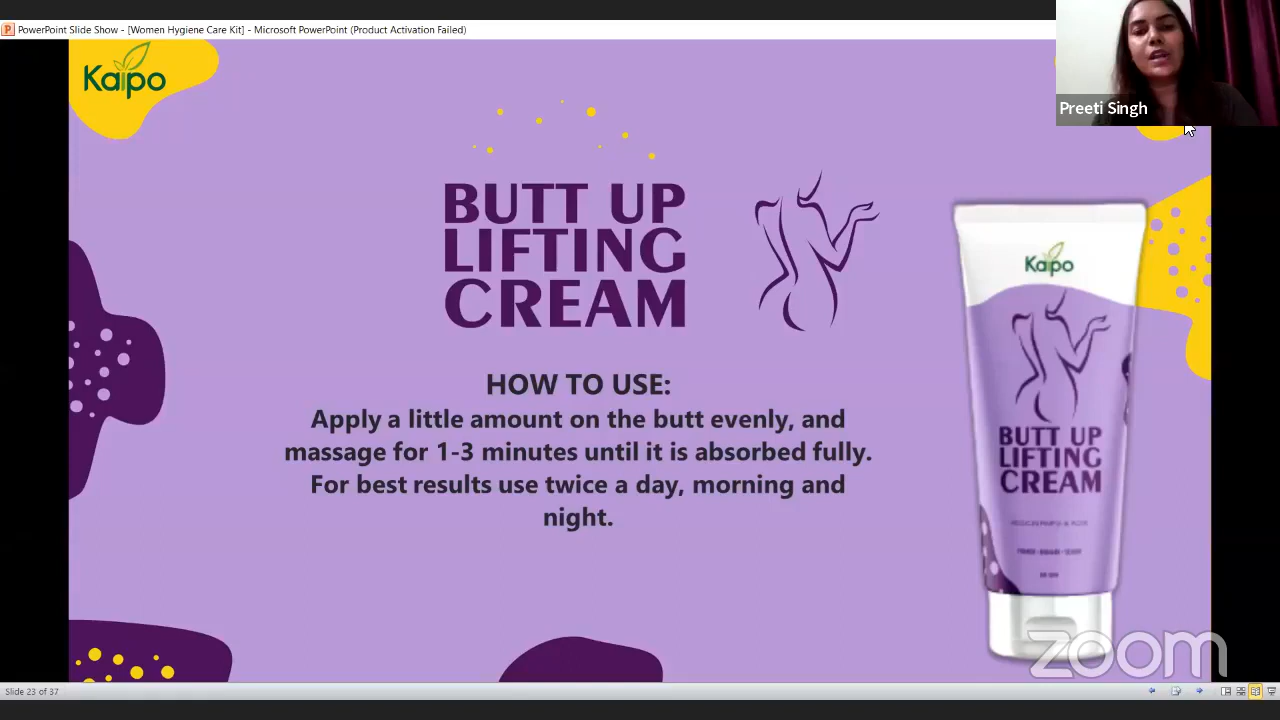 PowerPoint Slide Show - [Women Hygiene Care Kit] - Microsoft PowerPoint (Product Activation Failed)
Kaipo
Preeti Singh
BUTT UP
LIFTING
CREAM
HOW TO USE:
Apply a little amount on the butt evenly, and
massage for 1-3 minutes until it is absorbed fully.
For best results use twice a day, morning and
night.
Kaipo
BUTT UP
LIFTING
CREAM
zoom
Slide 23 of 37